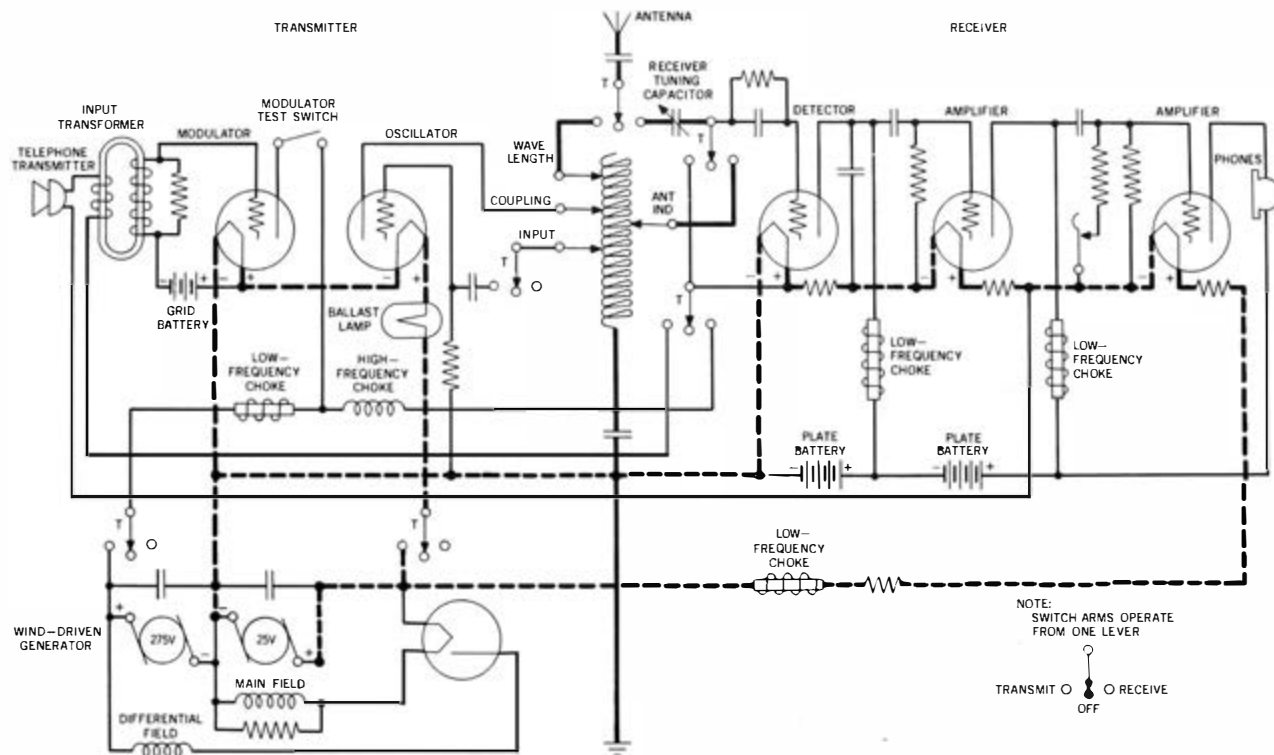 ANTENNA
TRANSMITTER
RECEIVER
T
RECEIVER
TUNING
CAPACITOR
INPUT
TRANSFORMER
MODULATOR
TEST SWITCH
MODULATOR
OSCILLATOR
DETECTOR
AMPLIFIER
AMPLIFIER
TELEPHONE
TRANSMITTER
WAVE
LENGTH
T
PHONES
COUPLING
ANT
IND
INPUT
T
- +
GRID
BATTERY
+
-
+
BALLAST
LAMP
T
- +
- +
- +
LOW-
FREQUENCY
CHOKE
HIGH-
FREQUENCY
CHOKE
LOW-
FREQUENCY
CHOKE
LOW-
FREQUENCY
CHOKE
PLATE
BATTERY
- +
PLATE
BATTERY
- +
T
T
LOW-
FREQUENCY
CHOKE
NOTE:
SWITCH ARMS OPERATE
FROM ONE LEVER
WIND-DRIVEN
GENERATOR
+
275V
-
-
25V
+
MAIN FIELD
TRANSMIT
RECEIVE
OFF
DIFFERENTIAL
FIELD